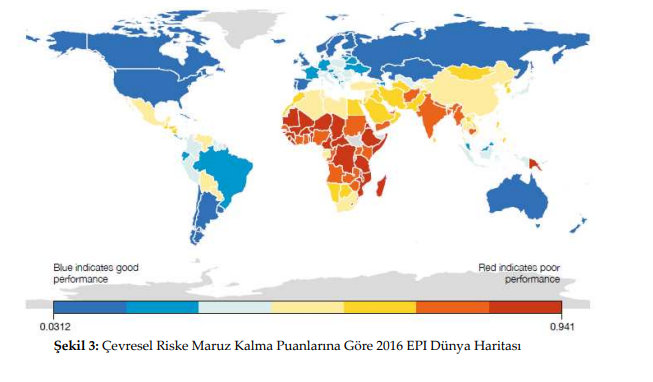 Blue indicates good
performance
Red indicates poor
performance
0.0312
0.941
Şekil 3: Çevresel Riske Maruz Kalma Puanlarına Göre 2016 EPI Dünya Haritası